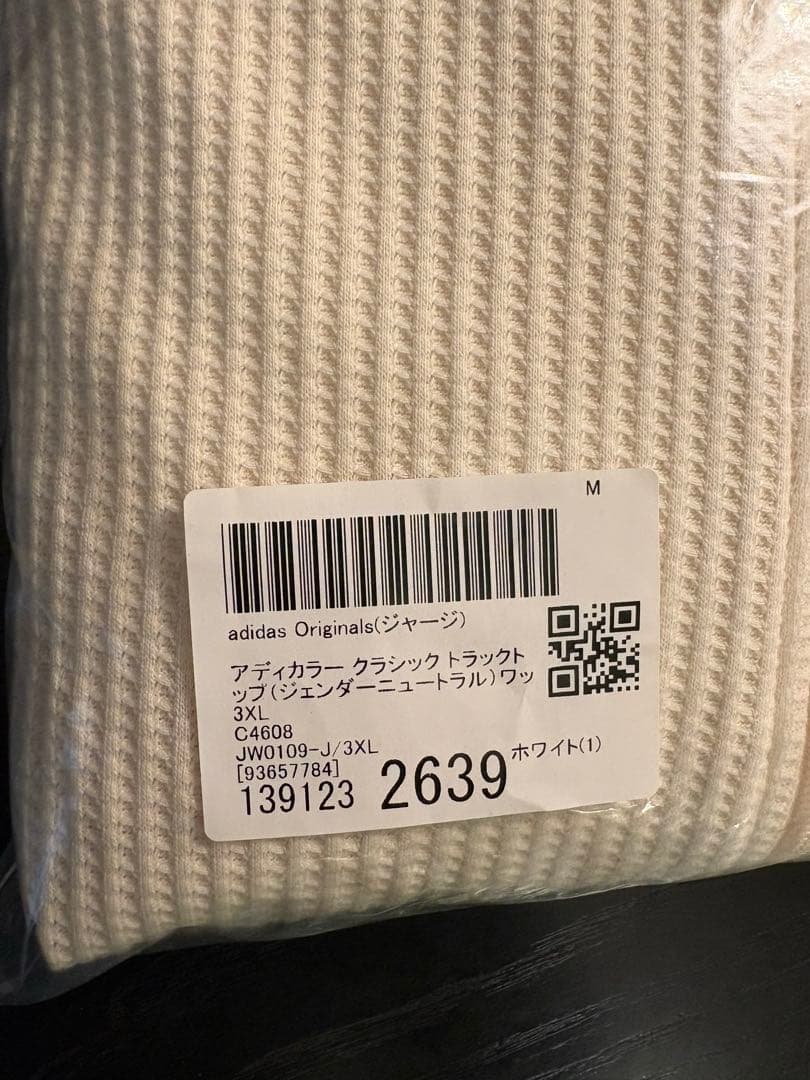 M
adidas Originals(ジャージ)
アディカラー クラシック トラックト
ップ(ジェンダーニュートラル)ワッ
3XL
C4608
JW0109-J/3XL
ホワイト(1)
[93657784]
139123 2639